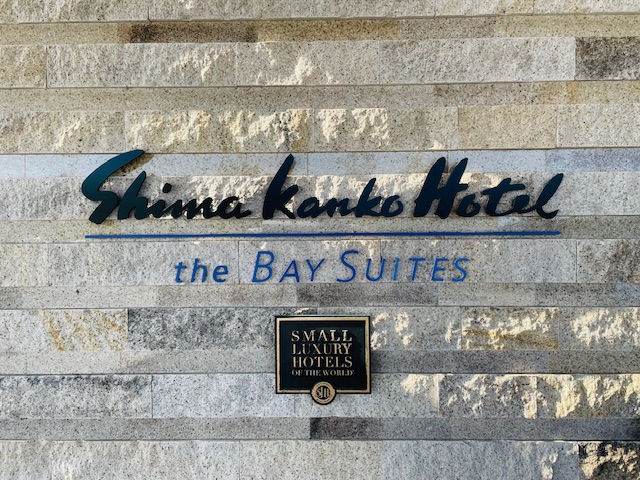 Shima Kanko Hotel
the BAY SUITES
SMALL
LUXURY
HOTELS
OF THE WORLD